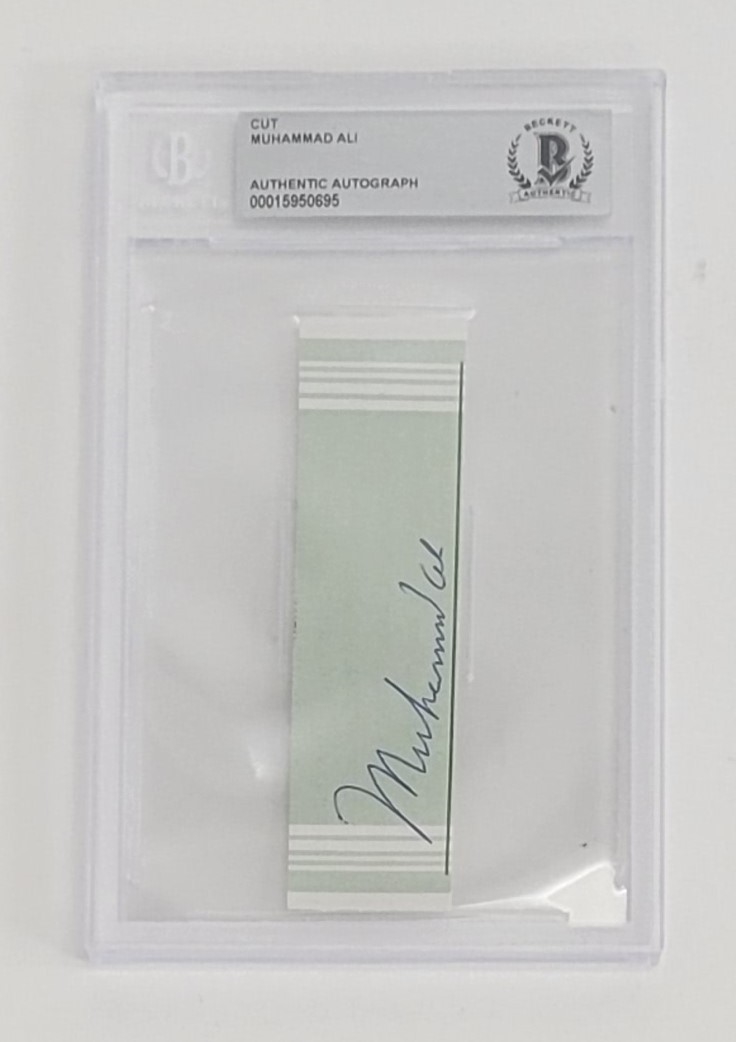 CUT
MUHAMMAD ALI
AUTHENTIC AUTOGRAPH
00015950695
BECKETT
AUTHENTIC
Muhammad Ali